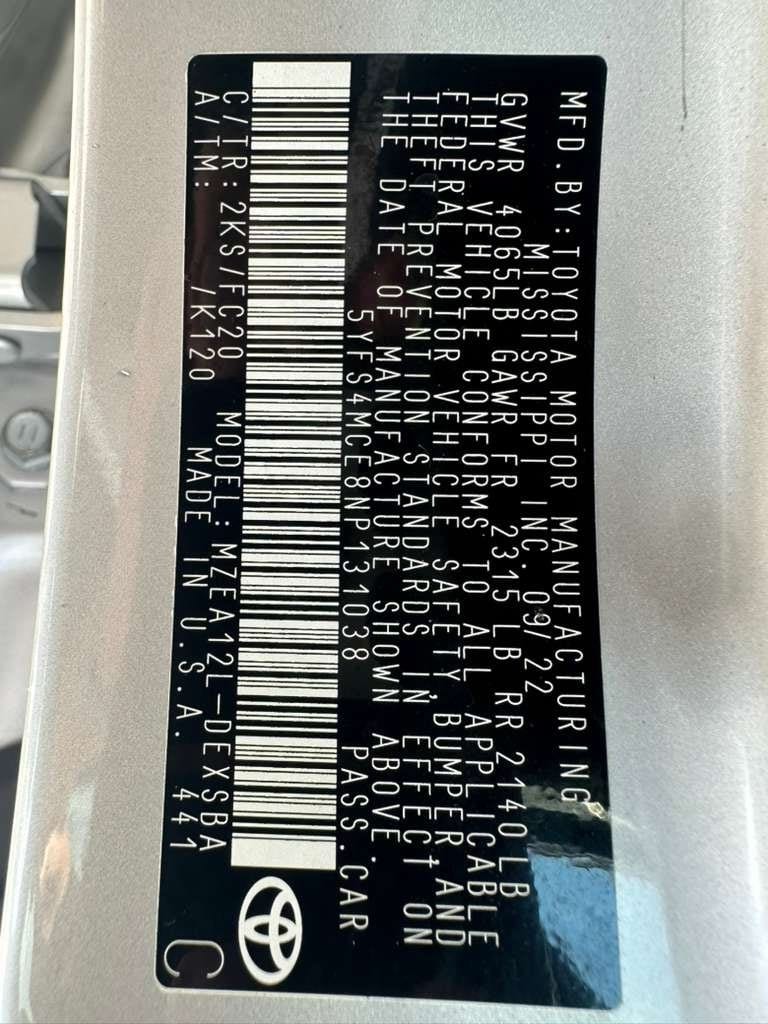 MFD. BY: TOYOTA MOTOR MANUFACTURING
MISSISSIPPI INC. 09/22
GVWR 4065LB GAWR FR 2315 LB RR 2140LB
THIS VEHICLE CONFORMS TO ALL APPLICABLE
FEDERAL MOTOR VEHICLE SAFETY, BUMPER, AND
THEFT PREVENTION STANDARDS IN EFFECT ON
THE DATE OF MANUFACTURE SHOWN ABOVE.
5YFS4MCE8NP131038 PASS. CAR
C/TR: 2KS/FC20 MODEL: MZEA12L-DEXSBA
A/TM: /K120 MADE IN U.S.A. 441
C